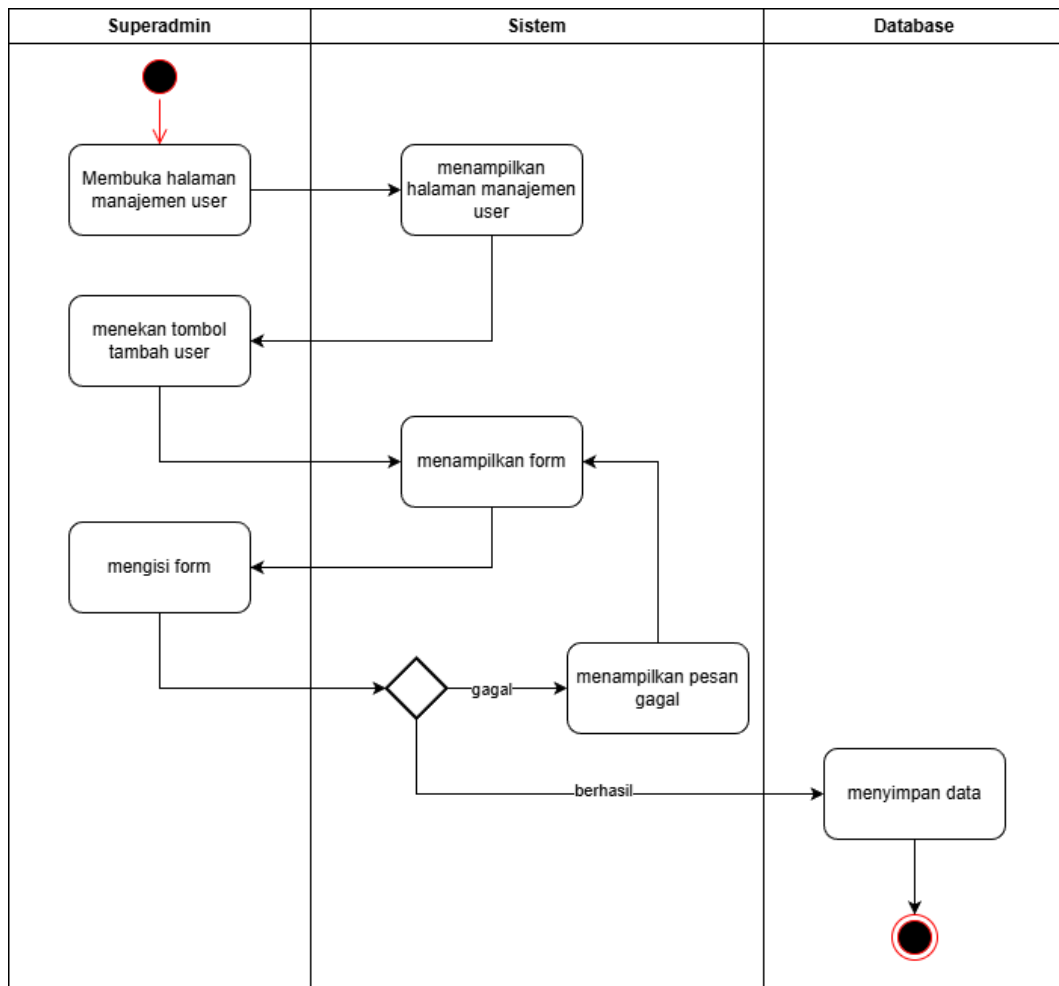 Superadmin
Sistem
Database
Membuka halaman
manajemen user
menampilkan
halaman manajemen
user
menekan tombol
tambah user
menampilkan form
mengisi form
gagal
menampilkan pesan
gagal
berhasil
menyimpan data